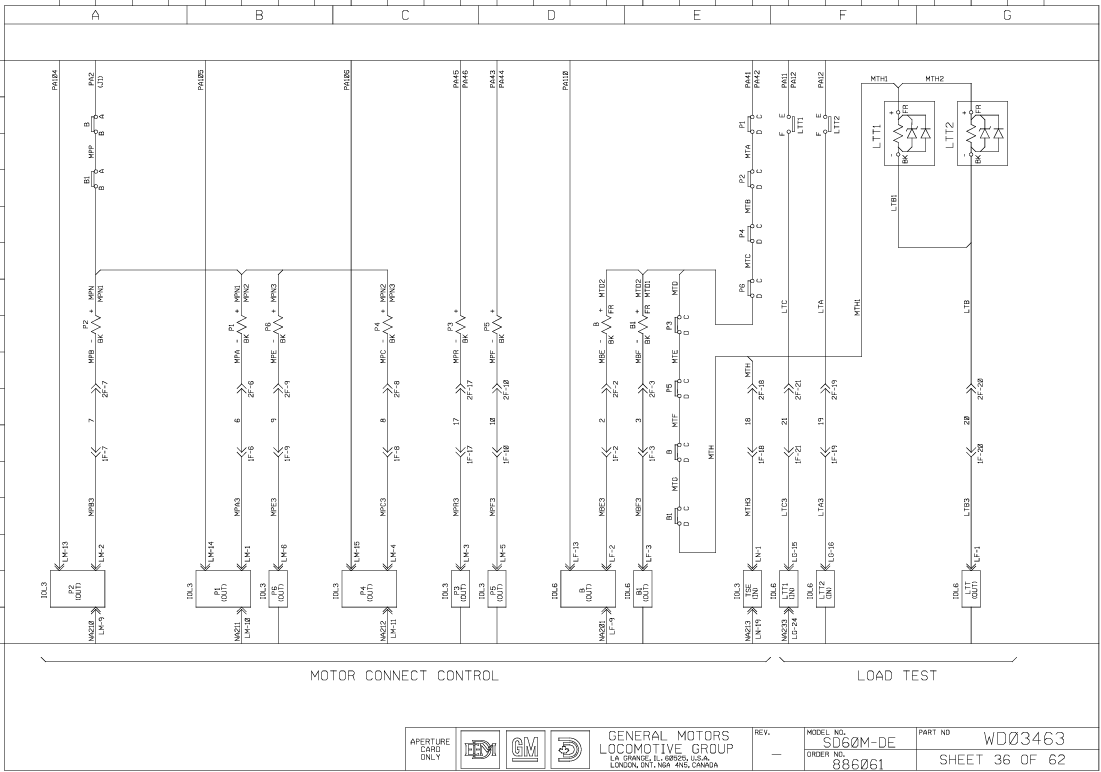 A B C D E F G
PA104
PA2
(J1)
PA105
PA106
PA45
PA46
PA43
PA44
PA110
PA41
PA42
PA11
PA12
PA12
MTH1
MTH2
B
A
B
MPP
B1
A
B
P1
C
D
MTA
P2
C
D
MTB
P4
C
D
MTC
P6
C
D
E
F
LTT1
E
F
LTT2
LTT1
+
FR
-
BK
LTB1
LTT2
+
FR
-
BK
MPN
MPN1
P2
+
-
BK
MPB
MPN1
MPN2
P1
+
-
BK
MPA
MPN3
P6
+
-
BK
MPE
MPN2
MPN3
P4
+
-
BK
MPC
P3
+
-
BK
MPR
P5
+
-
BK
MPF
MTD2
B
+
FR
-
BK
MBE
MTD2
MTD1
B1
+
FR
-
BK
MBF
MTD
P3
C
D
MTE
P5
C
D
MTF
B
C
D
MTG
B1
C
D
MTH
MTH
LTC
LTA
MTH1
LTB
2F-7
2F-6
2F-9
2F-8
2F-17
2F-10
2F-2
2F-3
2F-18
2F-21
2F-19
2F-20
7 6 9 8 17 10 2 3 18 21 19 20
1F-7
1F-6
1F-9
1F-8
1F-17
1F-10
1F-2
1F-3
1F-18
1F-21
1F-19
1F-20
MPB3
MPA3
MPE3
MPC3
MPR3
MPF3
MBE3
MBF3
MTH3
LTC3
LTA3
LTB3
LM-13
LM-2
LM-14
LM-1
LM-6
LM-15
LM-4
LM-3
LM-5
LF-13
LF-2
LF-3
LN-1
LG-15
LG-16
LF-1
IOL3
P2
(OUT)
IOL3
P1
(OUT)
IOL3
P6
(OUT)
IOL3
P4
(OUT)
IOL3
P3
(OUT)
IOL3
P5
(OUT)
IOL6
B
(OUT)
IOL6
B1
(OUT)
IOL3
TSE
(IN)
IOL6
LTT1
(IN)
IOL6
LTT2
(IN)
IOL6
LTT
(OUT)
NA210
LM-9
NA211
LM-10
NA212
LM-11
NA201
LF-9
NA213
LN-19
NA233
LG-24
MOTOR CONNECT CONTROL
LOAD TEST
APERTURE
CARD
ONLY
EMD
GM
D
GENERAL MOTORS
LOCOMOTIVE GROUP
LA GRANGE, IL. 60525, U.S.A.
LONDON, ONT. N6A 4N5, CANADA
REV.
-
MODEL NO.
SD60M-DE
ORDER NO.
886061
PART NO
WD03463
SHEET 36 OF 62